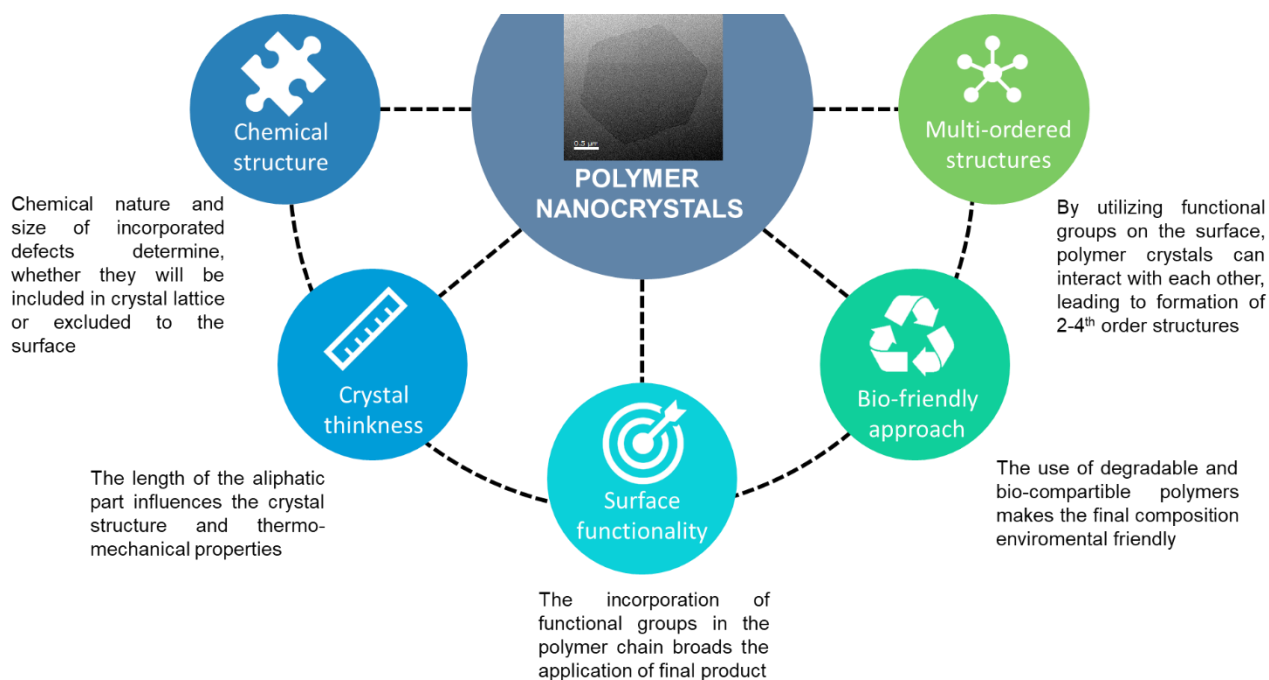 0.5 µm
POLYMER
NANOCRYSTALS
Chemical
structure
Chemical nature and
size of incorporated
defects determine,
whether they will be
included in crystal lattice
or excluded to the
surface
Crystal
thinkness
The length of the aliphatic
part influences the crystal
structure and thermo-
mechanical properties
Surface
functionality
The incorporation of
functional groups in the
polymer chain broads the
application of final product
Bio-friendly
approach
The use of degradable and
bio-compartible polymers
makes the final composition
enviromental friendly
Multi-ordered
structures
By utilizing functional
groups on the surface,
polymer crystals can
interact with each other,
leading to formation of
2-4th order structures